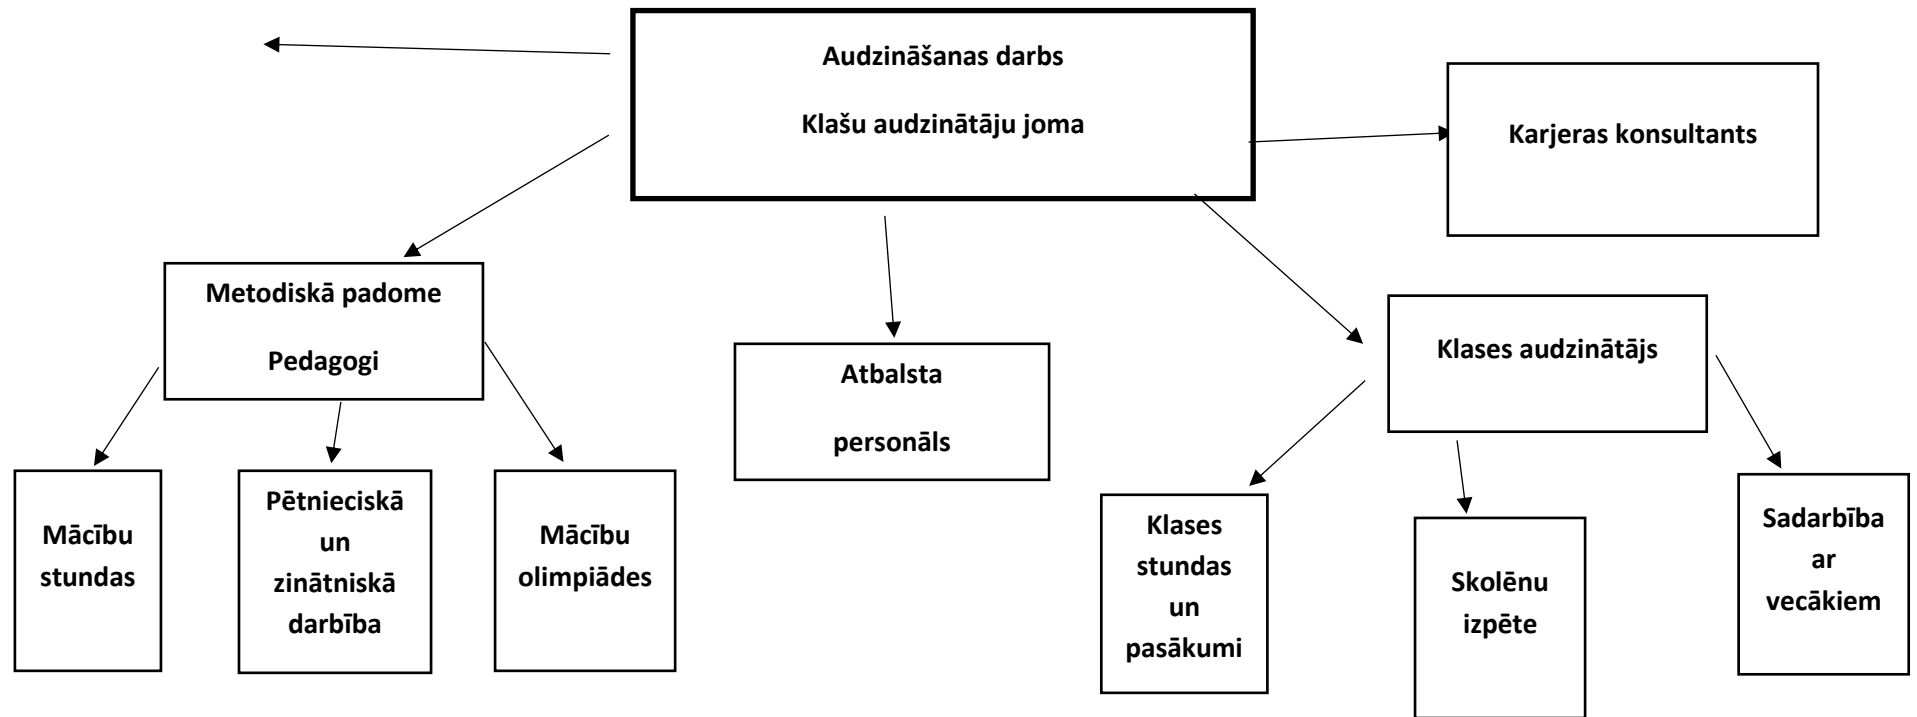 Audzināšanas darbs
Klašu audzinātāju joma
Karjeras konsultants
Metodiskā padome
Pedagogi
Atbalsta
personāls
Klases audzinātājs
Mācību
stundas
Pētnieciskā
un
zinātniskā
darbība
Mācību
olimpiādes
Klases
stundas
un
pasākumi
Skolēnu
izpēte
Sadarbība
ar
vecākiem